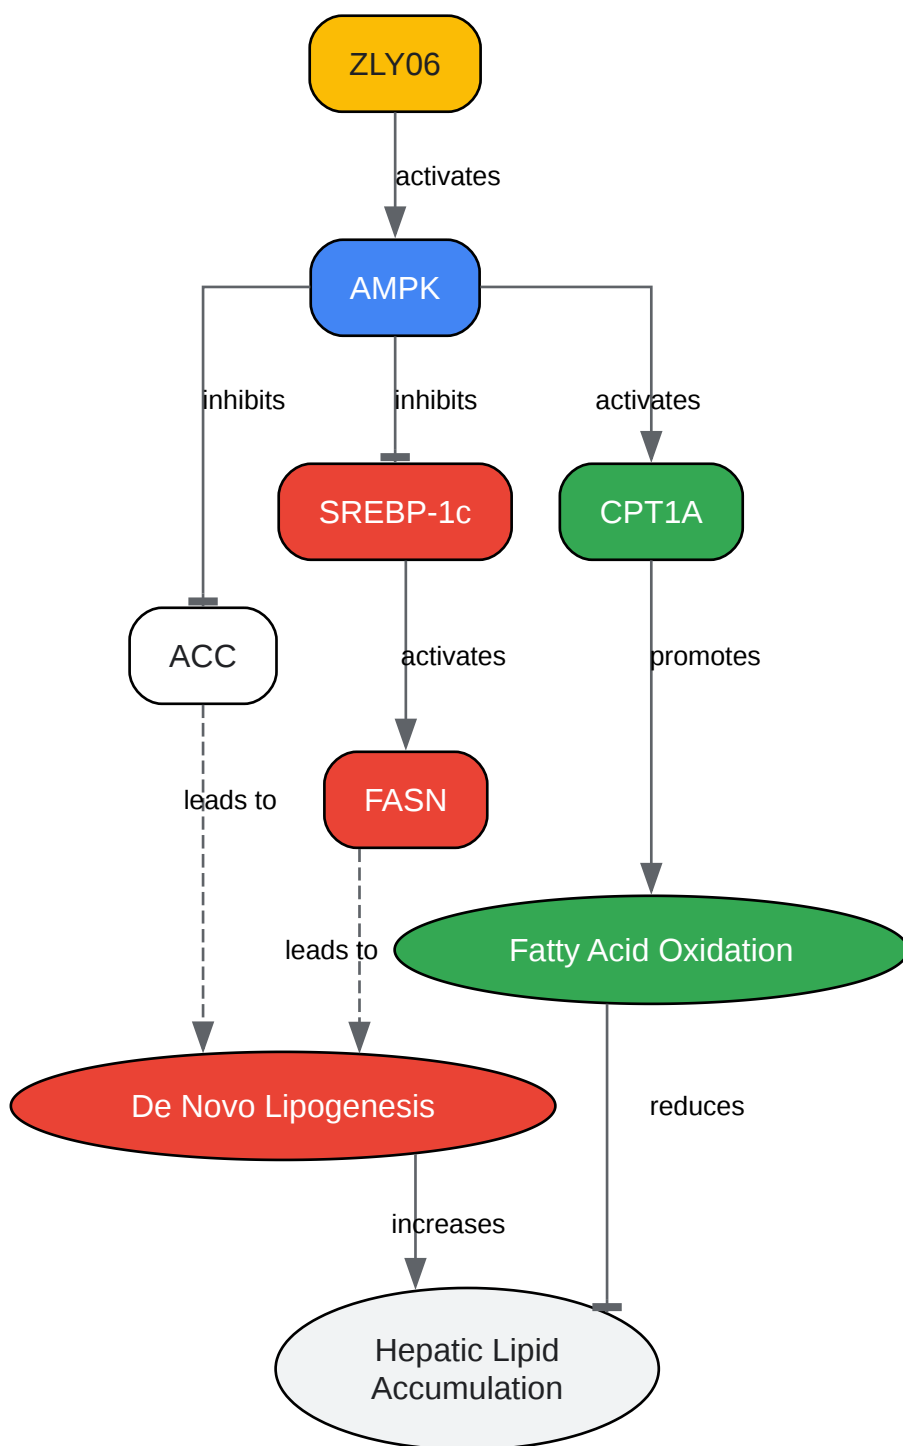 ZLY06
activates
AMPK
inhibits
inhibits
activates
SREBP-1c
CPT1A
ACC
activates
promotes
leads to
FASN
leads to
Fatty Acid Oxidation
De Novo Lipogenesis
reduces
increases
Hepatic Lipid
Accumulation